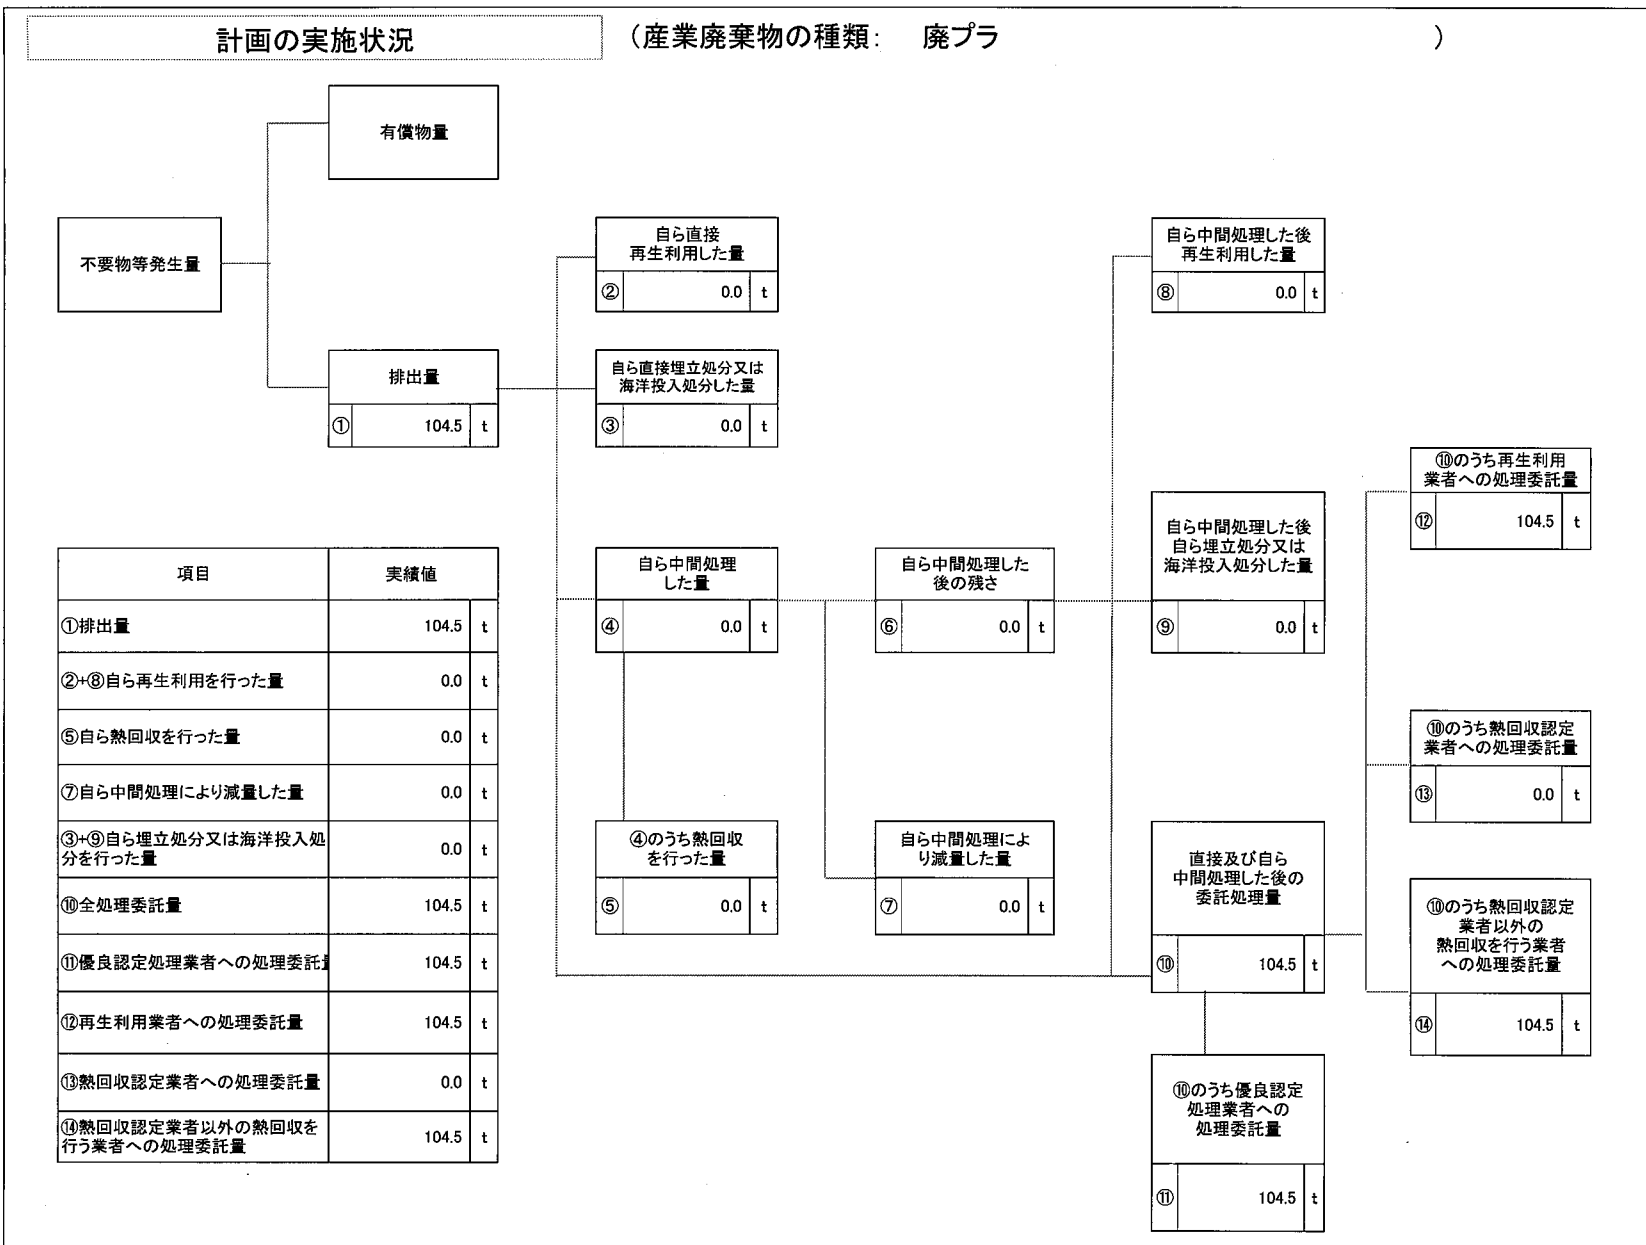 計画の実施状況 (産業廃棄物の種類: 廃プラ )
有償物量
不要物等発生量
排出量
① 104.5 t
自ら直接
再生利用した量
② 0.0 t
自ら直接埋立処分又は
海洋投入処分した量
③ 0.0 t
自ら中間処理した後
再生利用した量
⑧ 0.0 t
自ら中間処理
した量
④ 0.0 t
自ら中間処理した
後の残さ
⑥ 0.0 t
自ら中間処理した後
自ら埋立処分又は
海洋投入処分した量
⑨ 0.0 t
⑩のうち再生利用
業者への処理委託量
⑫ 104.5 t
⑩のうち熱回収認定
業者への処理委託量
⑬ 0.0 t
④のうち熱回収
を行った量
⑤ 0.0 t
自ら中間処理によ
り減量した量
⑦ 0.0 t
直接及び自ら
中間処理した後の
委託処理量
⑩ 104.5 t
⑩のうち熱回収認定
業者以外の
熱回収を行う業者
への処理委託量
⑭ 104.5 t
⑩のうち優良認定
処理業者への
処理委託量
⑪ 104.5 t
項目 実績値
①排出量 104.5 t
②+⑧自ら再生利用を行った量 0.0 t
⑤自ら熱回収を行った量 0.0 t
⑦自ら中間処理により減量した量 0.0 t
③+⑨自ら埋立処分又は海洋投入処
分を行った量 0.0 t
⑩全処理委託量 104.5 t
⑪優良認定処理業者への処理委託 104.5 t
⑫再生利用業者への処理委託量 104.5 t
⑬熱回収認定業者への処理委託量 0.0 t
⑭熱回収認定業者以外の熱回収を
行う業者への処理委託量 104.5 t